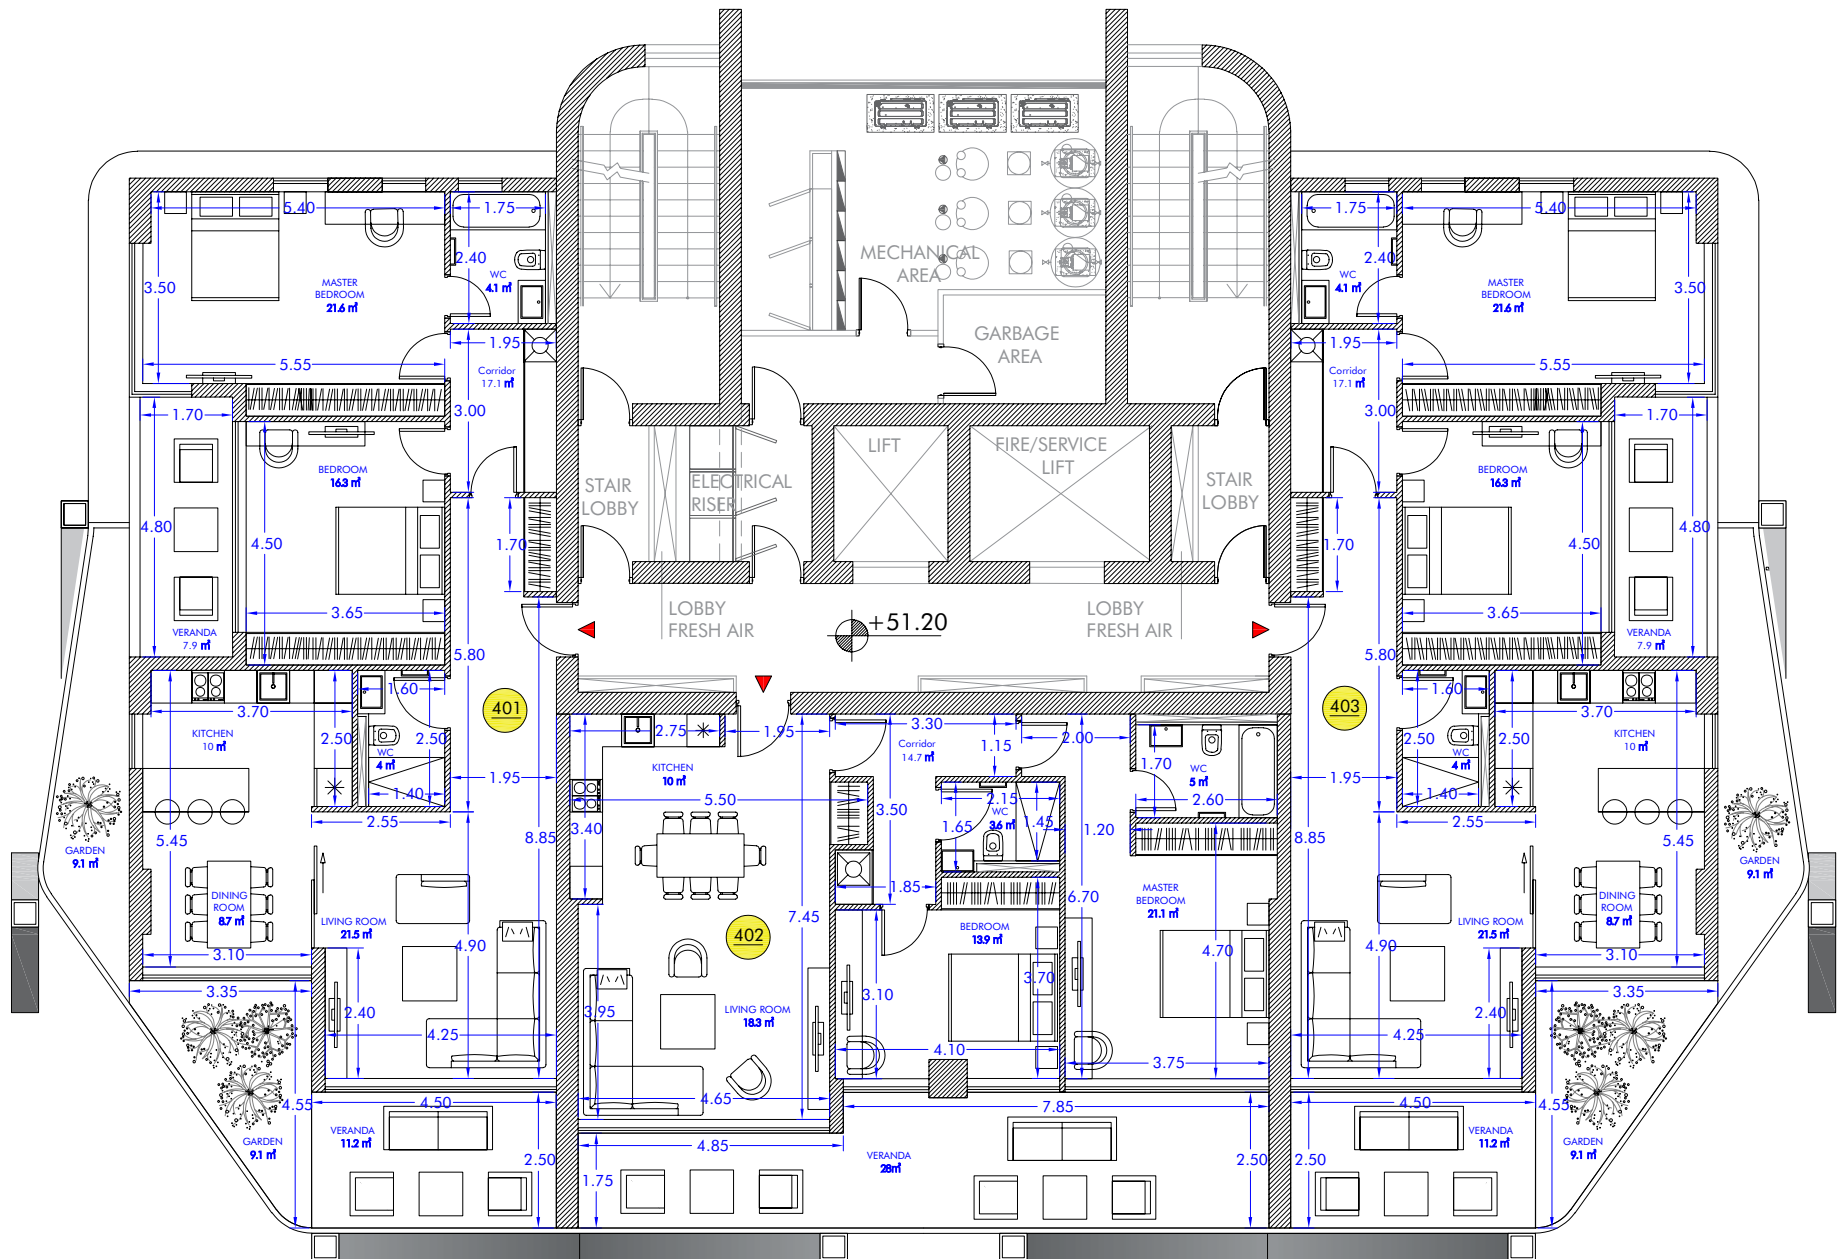 5.40
1.75
2.40
WC
4.1 ㎡
3.50
MASTER
BEDROOM
21.6 ㎡
5.55
1.95
Corridor
17.1 ㎡
3.00
1.70
BEDROOM
16.3 ㎡
4.80
4.50
1.70
3.65
VERANDA
7.9 ㎡
5.80
401
1.60
3.70
KITCHEN
10 ㎡
2.50
2.50
WC
4 ㎡
1.40
1.95
2.55
GARDEN
9.1 ㎡
5.45
8.85
DINING
ROOM
8.7 ㎡
LIVING ROOM
21.5 ㎡
3.10
4.90
3.35
2.40
4.25
4.55
4.50
GARDEN
9.1 ㎡
VERANDA
11.2 ㎡
2.50
MECHANICAL
AREA
GARBAGE
AREA
LIFT
FIRE/SERVICE
LIFT
STAIR
LOBBY
ELECTRICAL
RISER
STAIR
LOBBY
LOBBY
FRESH AIR
+51.20
LOBBY
FRESH AIR
2.75
1.95
3.30
Corridor
14.7 ㎡
1.15
2.00
KITCHEN
10 ㎡
1.70
WC
5 ㎡
5.50
3.40
3.50
2.15
WC
3.6 ㎡
1.65
1.45
1.20
2.60
1.85
7.45
6.70
MASTER
BEDROOM
21.1 ㎡
402
BEDROOM
13.9 ㎡
4.70
3.95
3.10
3.70
LIVING ROOM
18.3 ㎡
4.10
3.75
4.65
7.85
4.85
VERANDA
28㎡
1.75
2.50
1.75
5.40
2.40
WC
4.1 ㎡
MASTER
BEDROOM
21.6 ㎡
3.50
1.95
Corridor
17.1 ㎡
5.55
3.00
1.70
BEDROOM
16.3 ㎡
4.80
4.50
1.70
3.65
VERANDA
7.9 ㎡
5.80
403
1.60
3.70
KITCHEN
10 ㎡
2.50
2.50
WC
4 ㎡
1.40
1.95
2.55
8.85
5.45
GARDEN
9.1 ㎡
DINING
ROOM
8.7 ㎡
LIVING ROOM
21.5 ㎡
4.90
3.10
3.35
2.40
4.25
4.50
4.55
VERANDA
11.2 ㎡
GARDEN
9.1 ㎡
2.50